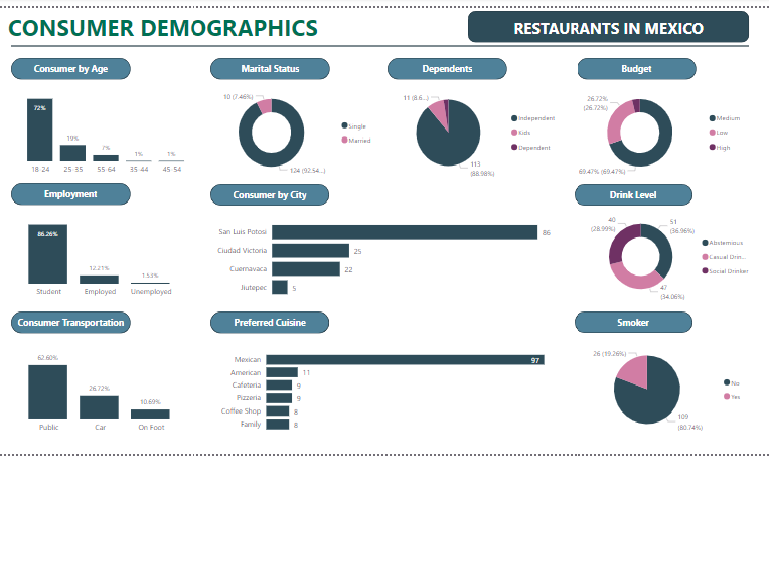 CONSUMER DEMOGRAPHICS
RESTAURANTS IN MEXICO
Consumer by Age
Marital Status
Dependents
Budget
72%
19%
7%
1%
1%
18-24
25-35
55-64
35-44
45-54
10 (7.46%)
124 (92.54...)
Single
Married
11 (8.6...)
113
(88.98%)
Independent
Kids
Dependent
26.72%
(26.72%)
69.47% (69.47%)
Medium
Low
High
Employment
Consumer by City
Drink Level
86.26%
12.21%
1.53%
Student
Employed
Unemployed
San Luis Potosi
86
Ciudad Victoria
25
Cuernavaca
22
Jiutepec
5
40
(28.99%)
51
(36.96%)
47
(34.06%)
Abstemious
Casual Drin...
Social Drinker
Consumer Transportation
Preferred Cuisine
Smoker
62.60%
26.72%
10.69%
Public
Car
On Foot
Mexican
97
American
11
Cafeteria
9
Pizzeria
9
Coffee Shop
8
Family
8
26 (19.26%)
109
(80.74%)
No
Yes